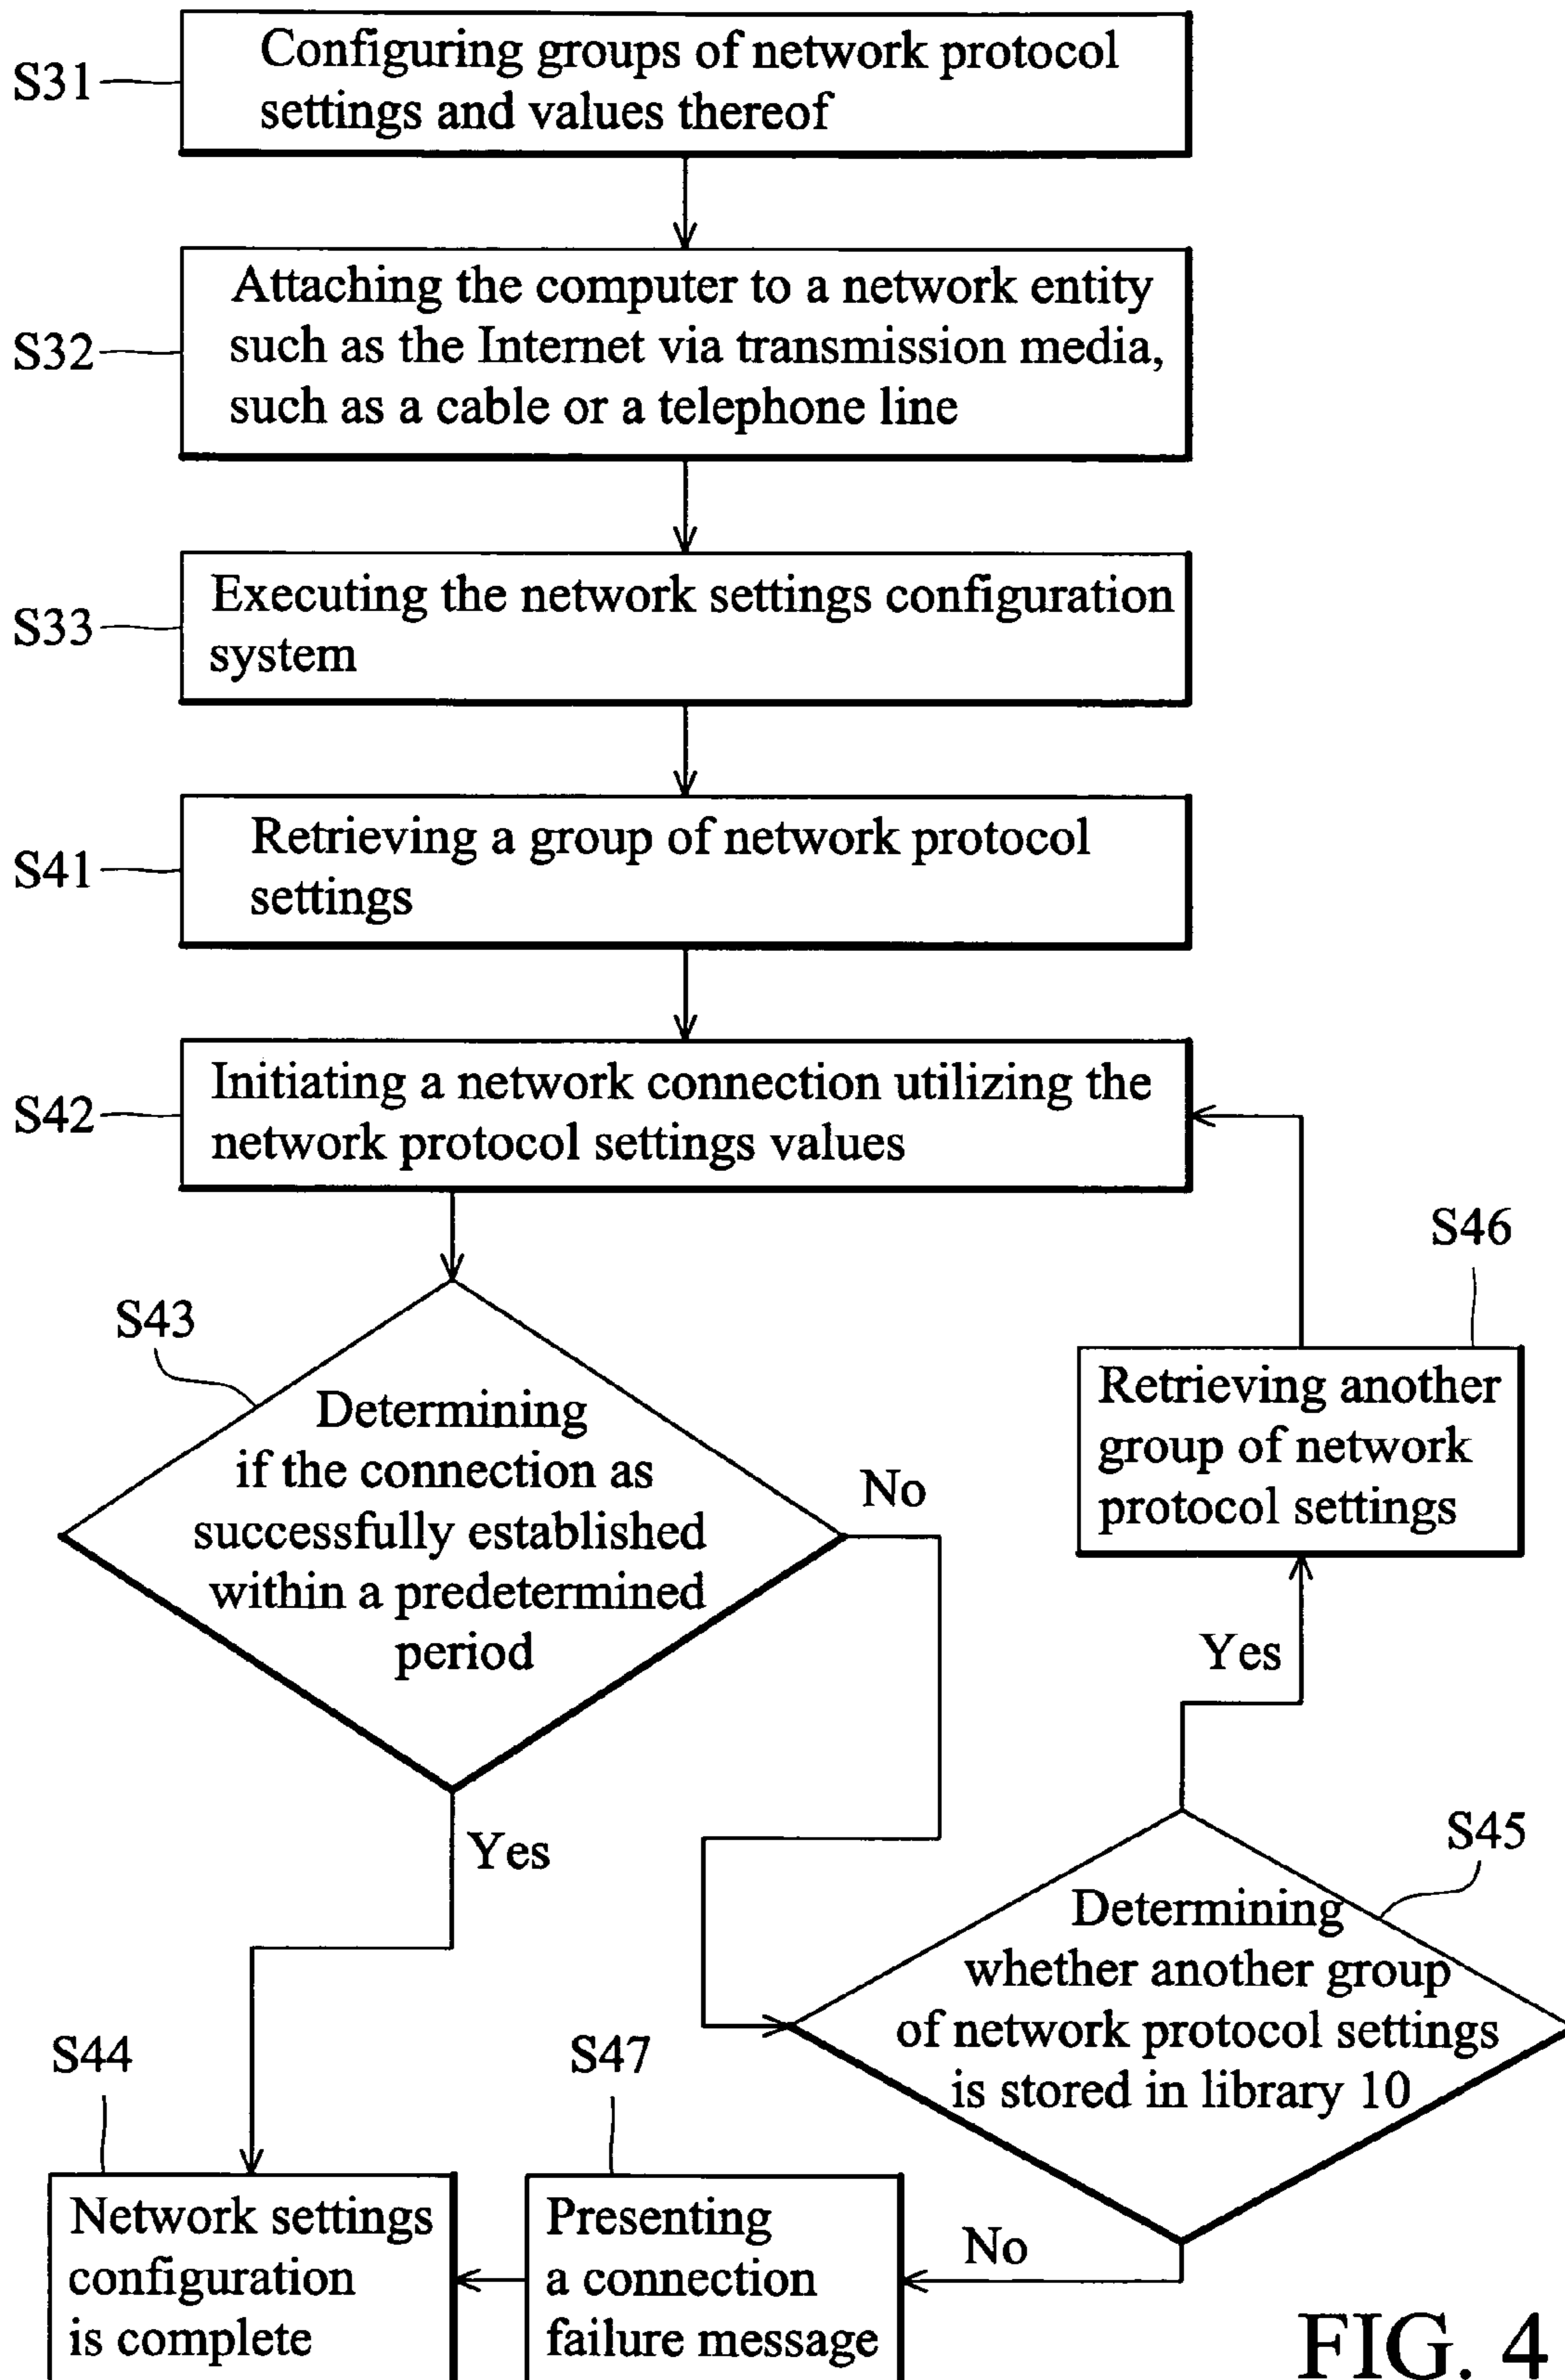 S31
Configuring groups of network protocol
settings and values thereof
S32
Attaching the computer to a network entity
such as the Internet via transmission media,
such as a cable or a telephone line
S33
Executing the network settings configuration
system
S41
Retrieving a group of network protocol
settings
S42
Initiating a network connection utilizing the
network protocol settings values
S46
Retrieving another
group of network
protocol settings
S43
Determining
if the connection as
successfully established
within a predetermined
period
No
Yes
Yes
S45
Determining
whether another group
of network protocol settings
is stored in library 10
No
S44
Network settings
configuration
is complete
S47
Presenting
a connection
failure message
FIG. 4